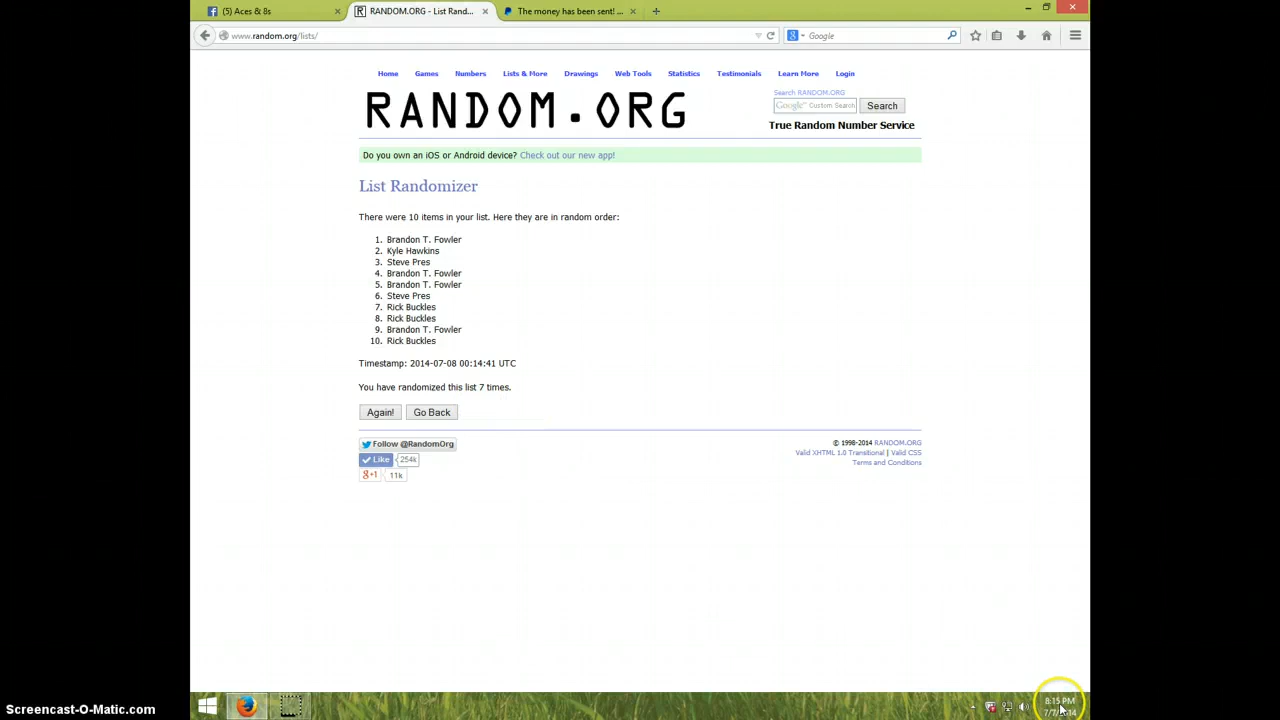 (5) Aces & 8s
RANDOM.ORG - List Rand...
The money has been sent! ...
www.random.org/lists/
Google
Home Games Numbers Lists & More Drawings Web Tools Statistics Testimonials Learn More Login
Search RANDOM.ORG
Google™ Custom Search Search
RANDOM.ORG
True Random Number Service
Do you own an iOS or Android device? Check out our new app!
List Randomizer
There were 10 items in your list. Here they are in random order:
1. Brandon T. Fowler
2. Kyle Hawkins
3. Steve Pres
4. Brandon T. Fowler
5. Brandon T. Fowler
6. Steve Pres
7. Rick Buckles
8. Rick Buckles
9. Brandon T. Fowler
10. Rick Buckles
Timestamp: 2014-07-08 00:14:41 UTC
You have randomized this list 7 times.
Again! Go Back
Follow @RandomOrg
Like 254k
g+1 11k
© 1998-2014 RANDOM.ORG
Valid XHTML 1.0 Transitional | Valid CSS
Terms and Conditions
8:15 PM
7/7/2014
Screencast-O-Matic.com